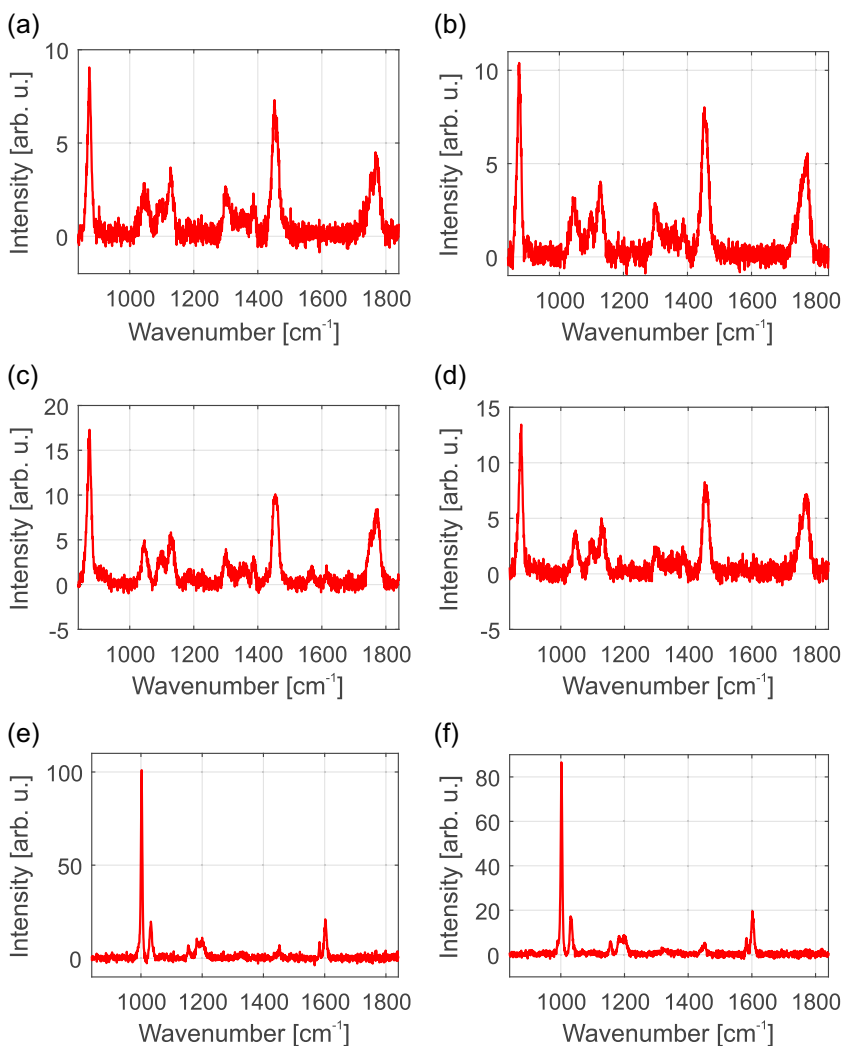 (a)
(b)
Intensity [arb. u.]
10
5
0
1000 1200 1400 1600 1800
Wavenumber [cm⁻¹]
Intensity [arb. u.]
10
5
0
1000 1200 1400 1600 1800
Wavenumber [cm⁻¹]
(c)
(d)
Intensity [arb. u.]
20
15
10
5
0
-5
1000 1200 1400 1600 1800
Wavenumber [cm⁻¹]
Intensity [arb. u.]
15
10
5
0
-5
1000 1200 1400 1600 1800
Wavenumber [cm⁻¹]
(e)
(f)
Intensity [arb. u.]
100
50
0
1000 1200 1400 1600 1800
Wavenumber [cm⁻¹]
Intensity [arb. u.]
80
60
40
20
0
1000 1200 1400 1600 1800
Wavenumber [cm⁻¹]